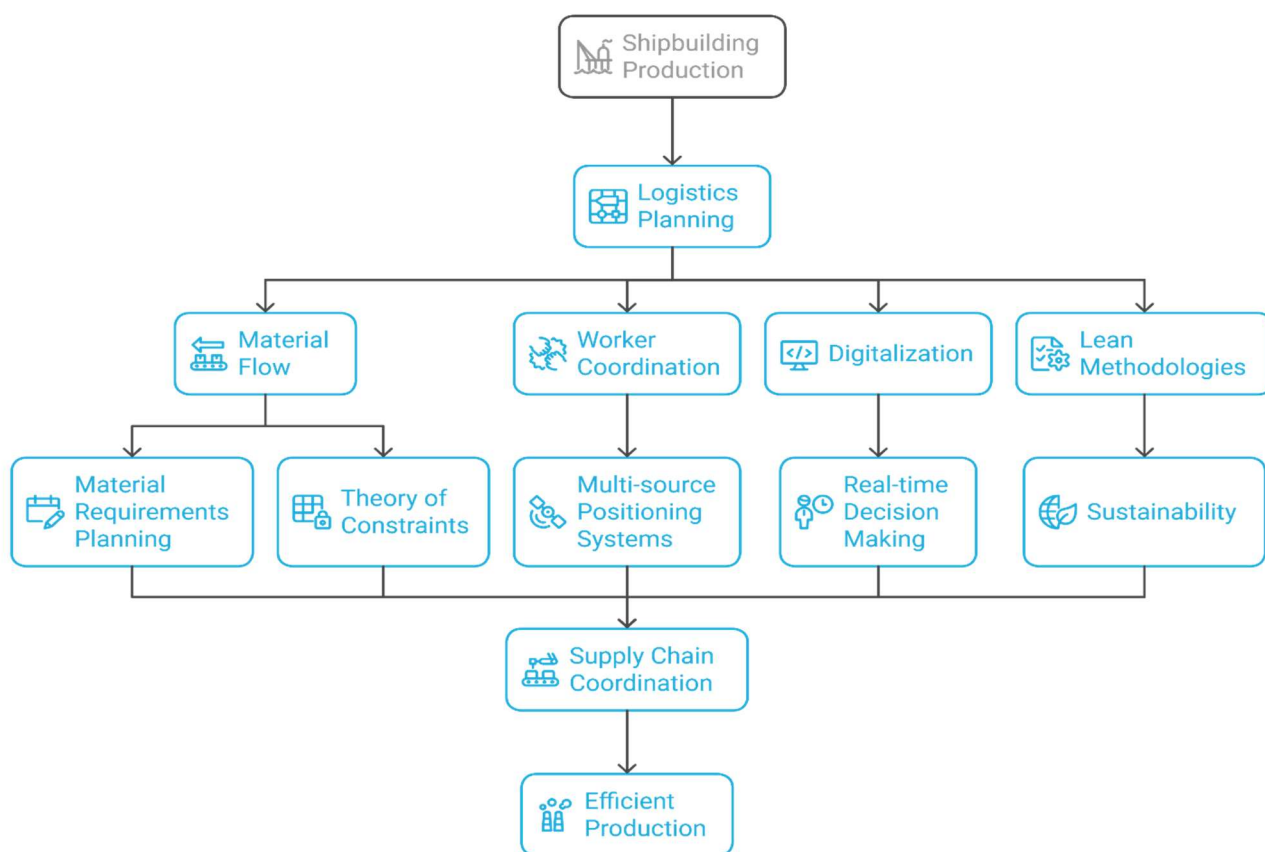 Shipbuilding
Production
Logistics
Planning
Material
Flow
Worker
Coordination
Digitalization
Lean
Methodologies
Material
Requirements
Planning
Theory of
Constraints
Multi-source
Positioning
Systems
Real-time
Decision
Making
Sustainability
Supply Chain
Coordination
Efficient
Production